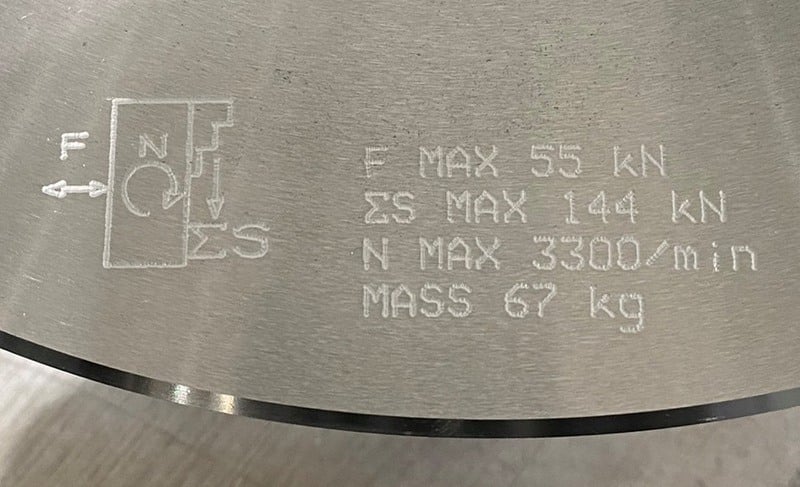 F
N
ΣS
F MAX 55 kN
ΣS MAX 144 kN
N MAX 3300/min
MASS 67 kg